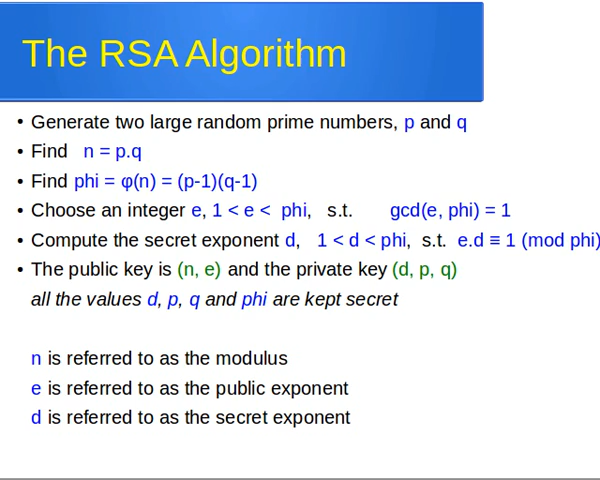 The RSA Algorithm
• Generate two large random prime numbers, p and q
• Find n = p.q
• Find phi = φ(n) = (p-1)(q-1)
• Choose an integer e, 1 < e < phi, s.t. gcd(e, phi) = 1
• Compute the secret exponent d, 1 < d < phi, s.t. e.d ≡ 1 (mod phi)
• The public key is (n, e) and the private key (d, p, q)
all the values d, p, q and phi are kept secret
n is referred to as the modulus
e is referred to as the public exponent
d is referred to as the secret exponent